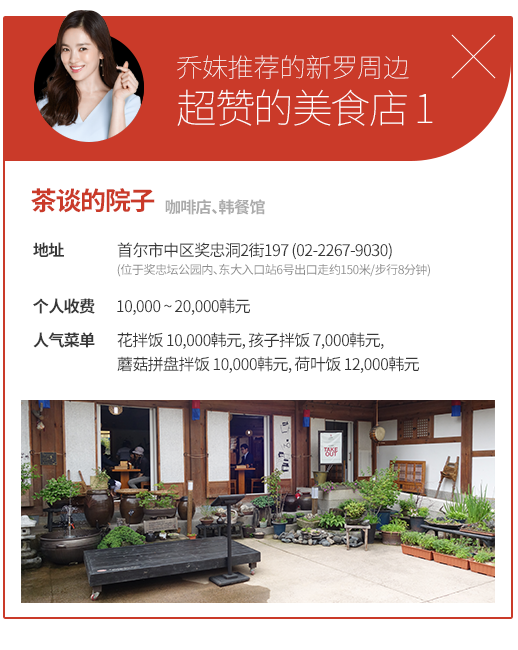 乔妹推荐的新罗周边
超赞的美食店 1
茶谈的院子 咖啡店、韩餐馆
地址 首尔市中区奖忠洞2街197 (02-2267-9030)
(位于奖忠坛公园内、东大入口站6号出口走约150米/步行8分钟)
个人收费 10,000 ~ 20,000韩元
人气菜单 花拌饭 10,000韩元, 孩子拌饭 7,000韩元,
蘑菇拼盘拌饭 10,000韩元, 荷叶饭 12,000韩元
TAKE
OUT